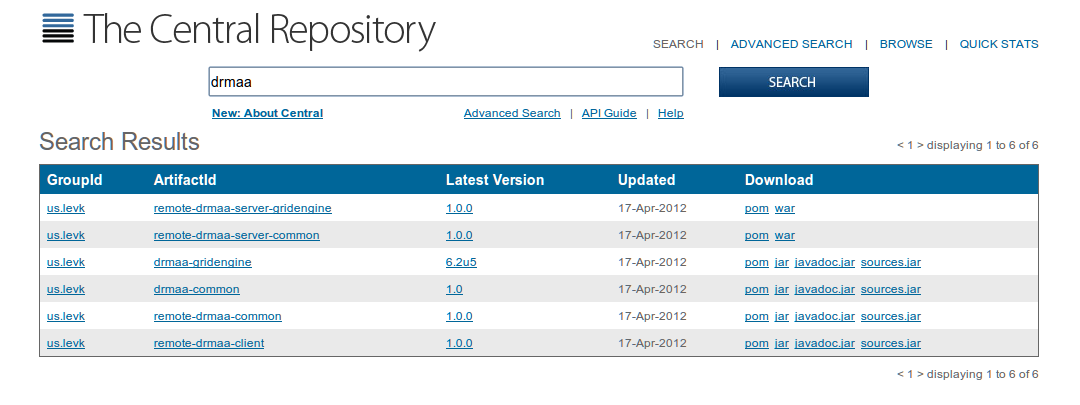 The Central Repository
SEARCH | ADVANCED SEARCH | BROWSE | QUICK STATS
drmaa SEARCH
New: About Central Advanced Search | API Guide | Help
Search Results < 1 > displaying 1 to 6 of 6
GroupId ArtifactId Latest Version Updated Download
us.levk remote-drmaa-server-gridengine 1.0.0 17-Apr-2012 pom war
us.levk remote-drmaa-server-common 1.0.0 17-Apr-2012 pom war
us.levk drmaa-gridengine 6.2u5 17-Apr-2012 pom jar javadoc.jar sources.jar
us.levk drmaa-common 1.0 17-Apr-2012 pom jar javadoc.jar sources.jar
us.levk remote-drmaa-common 1.0.0 17-Apr-2012 pom jar javadoc.jar sources.jar
us.levk remote-drmaa-client 1.0.0 17-Apr-2012 pom jar javadoc.jar sources.jar
< 1 > displaying 1 to 6 of 6